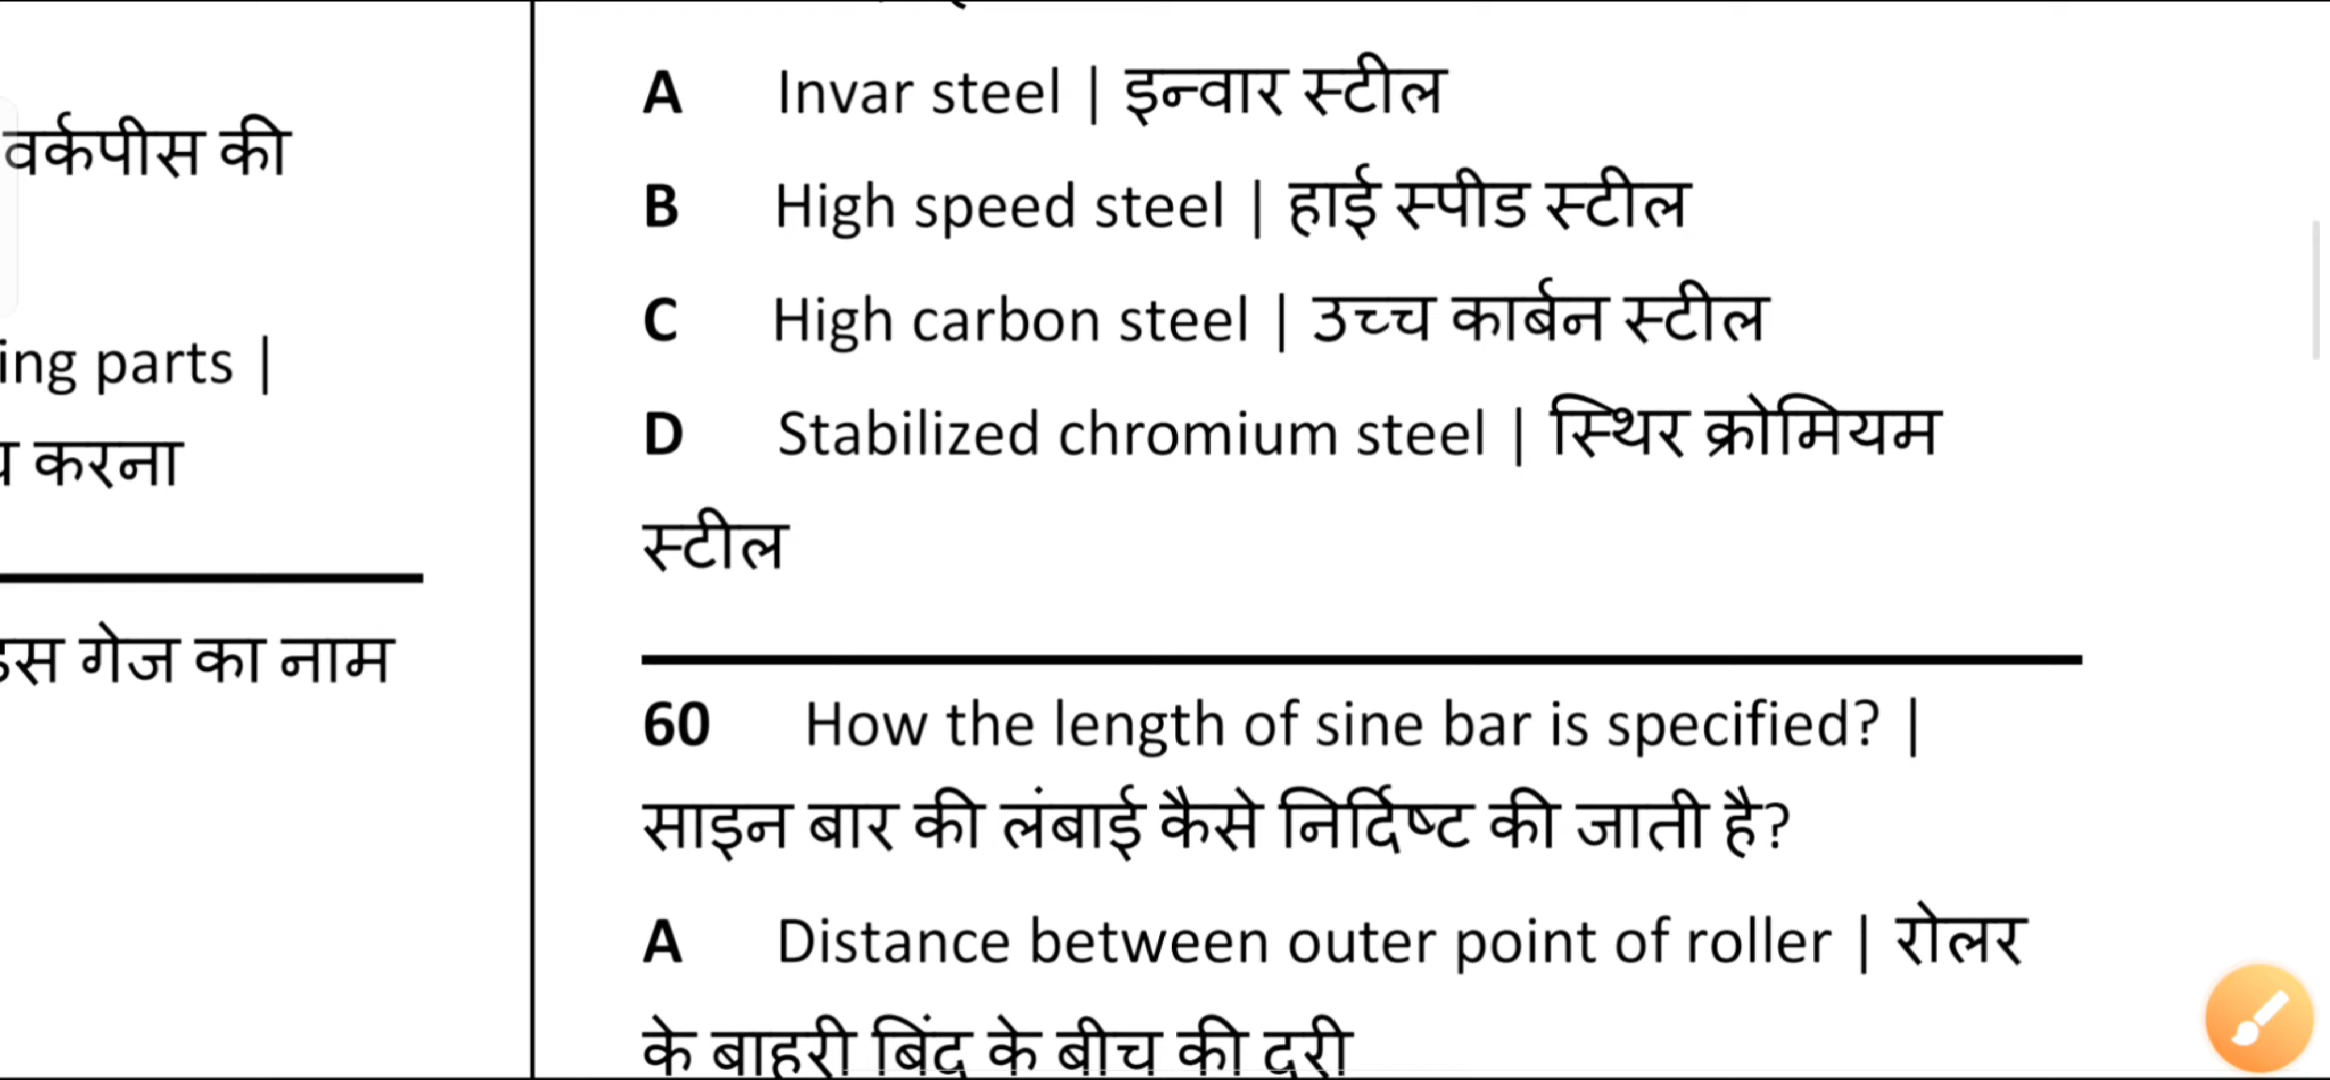 वर्कपीस की
ing parts |
करना
गेज का नाम
A Invar steel | इन्वार स्टील
B High speed steel | हाई स्पीड स्टील
C High carbon steel | उच्च कार्बन स्टील
D Stabilized chromium steel | स्थिर क्रोमियम
स्टील
60 How the length of sine bar is specified? |
साइन बार की लंबाई कैसे निर्दिष्ट की जाती है?
A Distance between outer point of roller | रोलर
के बाहरी बिंदु के बीच की दूरी